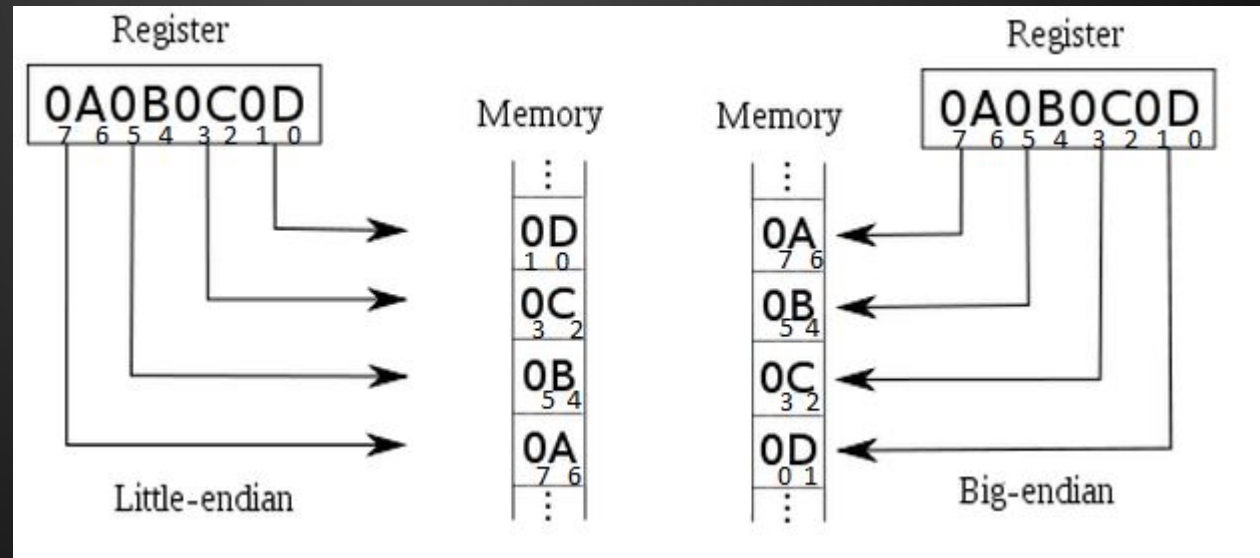 Register
0A0B0C0D
7 6 5 4 3 2 1 0
Little-endian
Memory
⋮
0D
1 0
0C
3 2
0B
5 4
0A
7 6
⋮
Memory
⋮
0A
7 6
0B
5 4
0C
3 2
0D
0 1
⋮
Register
0A0B0C0D
7 6 5 4 3 2 1 0
Big-endian